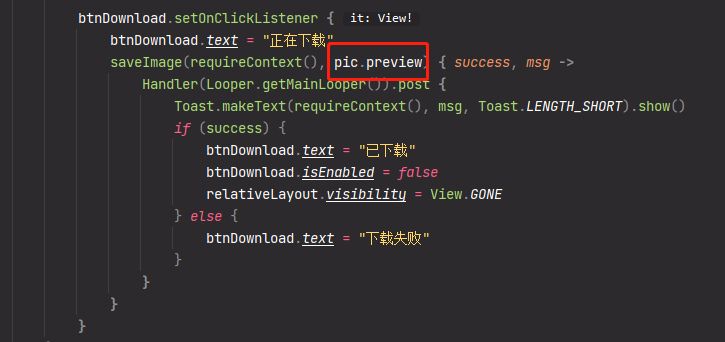 btnDownload.setOnClickListener { it: View!
btnDownload.text = "正在下载"
saveImage(requireContext(), pic.preview) { success, msg ->
Handler(Looper.getMainLooper()).post {
Toast.makeText(requireContext(), msg, Toast.LENGTH_SHORT).show()
if (success) {
btnDownload.text = "已下载"
btnDownload.isEnabled = false
relativeLayout.visibility = View.GONE
} else {
btnDownload.text = "下载失败"
}
}
}
}